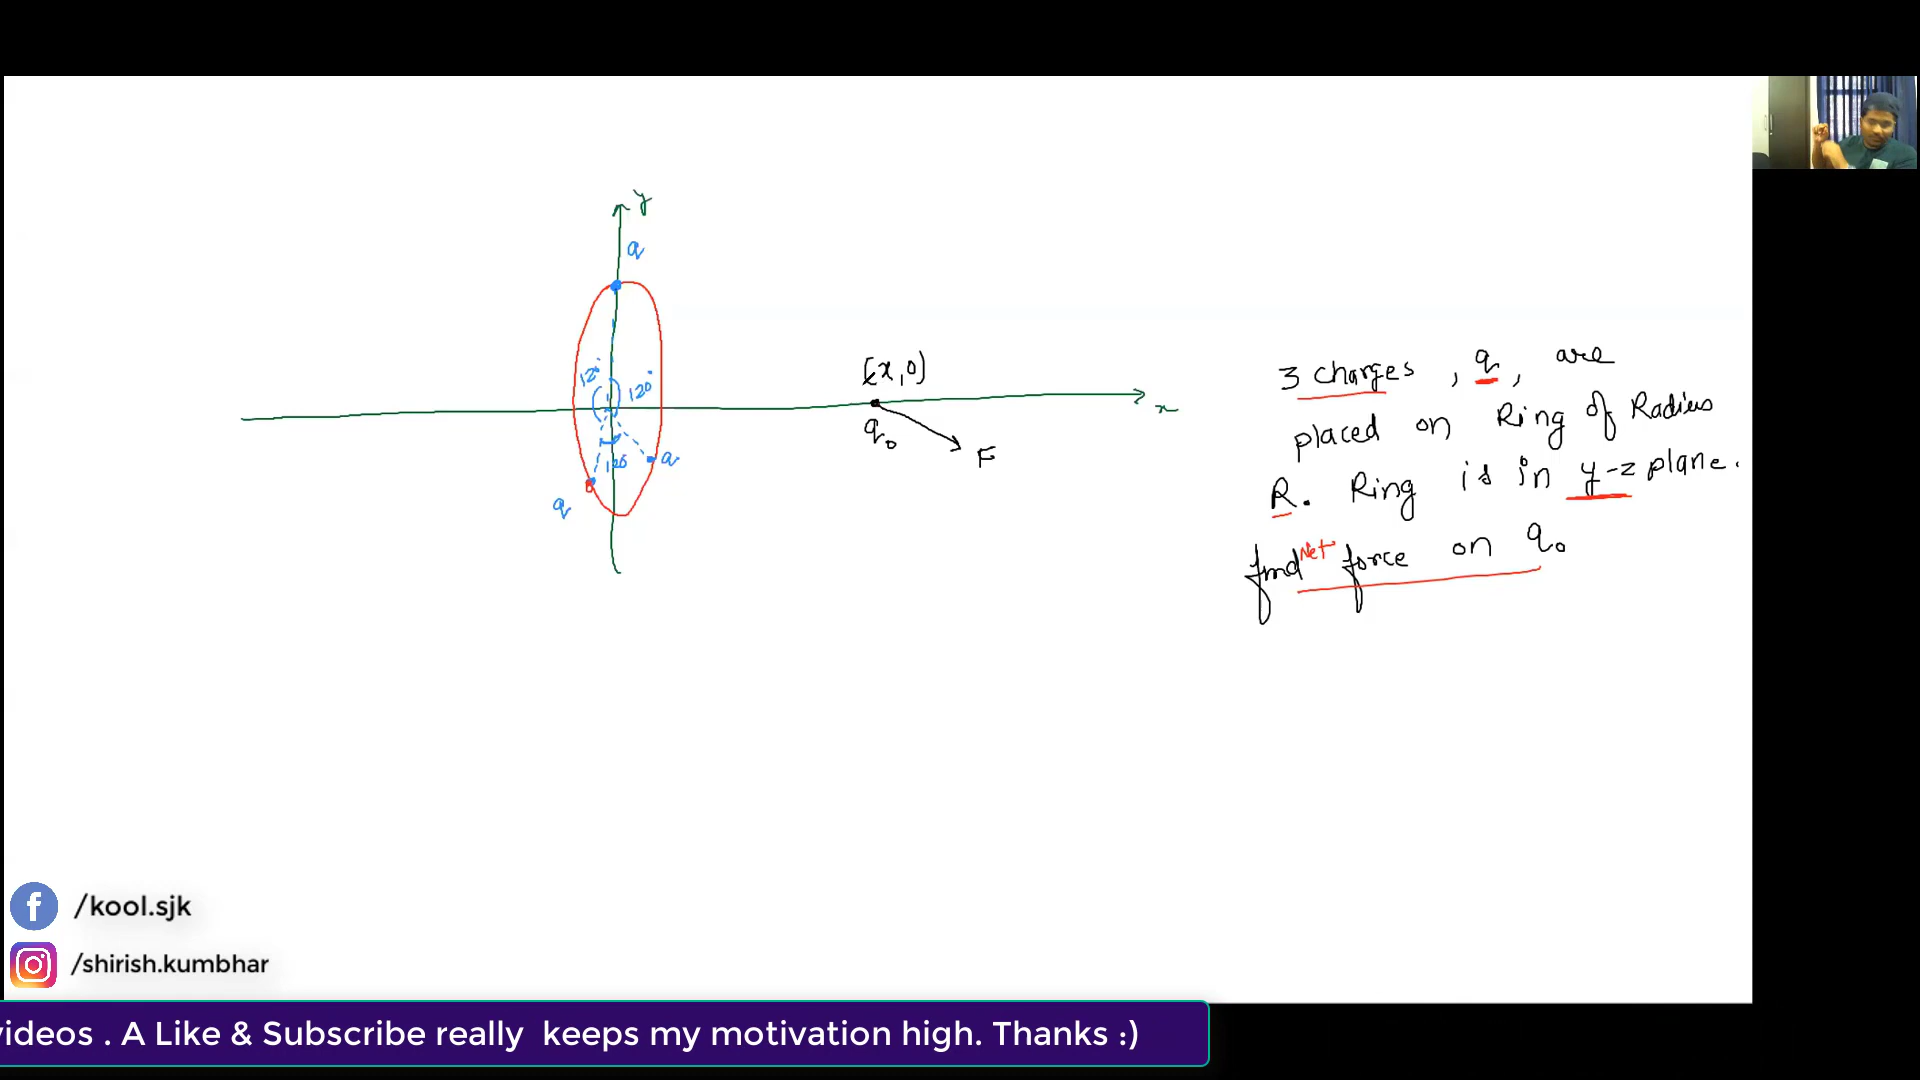 y
q
(x,0)
120°
120°
x
q₀
F
120
q
q
3 charges , q , are
placed on Ring of Radius
R. Ring is in y-z plane.
find Net force on q₀
/kool.sjk
/shirish.kumbhar
videos . A Like & Subscribe really keeps my motivation high. Thanks :)